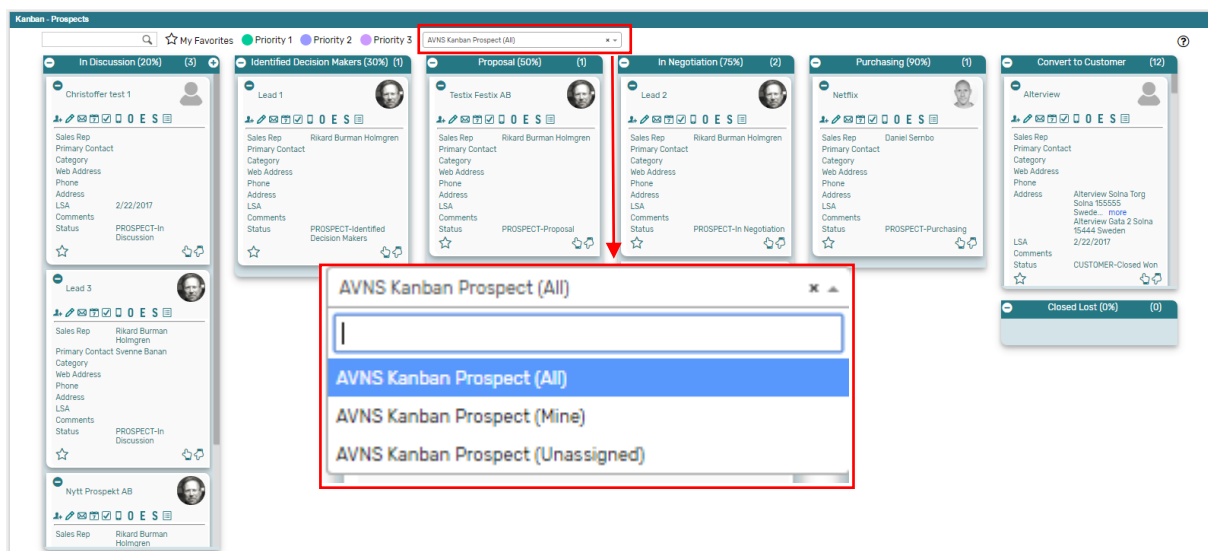 Kanban - Prospects
My Favorites Priority 1 Priority 2 Priority 3 AVNS Kanban Prospect (All) × ?
In Discussion (20%) (3)
Christoffer test 1
O E S
Sales Rep
Primary Contact
Category
Web Address
Phone
Address
LSA 2/22/2017
Comments
Status PROSPECT-In
Discussion
Lead 3
O E S
Sales Rep Rikard Burman
Holmgren
Primary Contact Svenne Banan
Category
Web Address
Phone
Address
LSA
Comments
Status PROSPECT-In
Discussion
Nytt Prospekt AB
O E S
Sales Rep Rikard Burman
Holmgren
Identified Decision Makers (30%) (1)
Lead 1
O E S
Sales Rep Rikard Burman Holmgren
Primary Contact
Category
Web Address
Phone
Address
LSA
Comments
Status PROSPECT-Identified
Decision Makers
Proposal (50%) (1)
Testix Festix AB
O E S
Sales Rep Rikard Burman Holmgren
Primary Contact
Category
Web Address
Phone
Address
LSA
Comments
Status PROSPECT-Proposal
In Negotiation (75%) (2)
Lead 2
O E S
Sales Rep Rikard Burman Holmgren
Primary Contact
Category
Web Address
Phone
Address
LSA
Comments
Status PROSPECT-In Negotiation
Purchasing (90%) (1)
Netflix
O E S
Sales Rep Daniel Sernbo
Primary Contact
Category
Web Address
Phone
Address
LSA
Comments
Status PROSPECT-Purchasing
Convert to Customer (12)
Alterview
O E S
Sales Rep
Primary Contact
Category
Web Address
Phone
Address Alterview Solna Torg
Solna 155555
Swede... more
Alterview Gata 2 Solna
15444 Sweden
LSA 2/22/2017
Comments
Status CUSTOMER-Closed Won
Closed Lost (0%) (0)
AVNS Kanban Prospect (All) ×
AVNS Kanban Prospect (All)
AVNS Kanban Prospect (Mine)
AVNS Kanban Prospect (Unassigned)